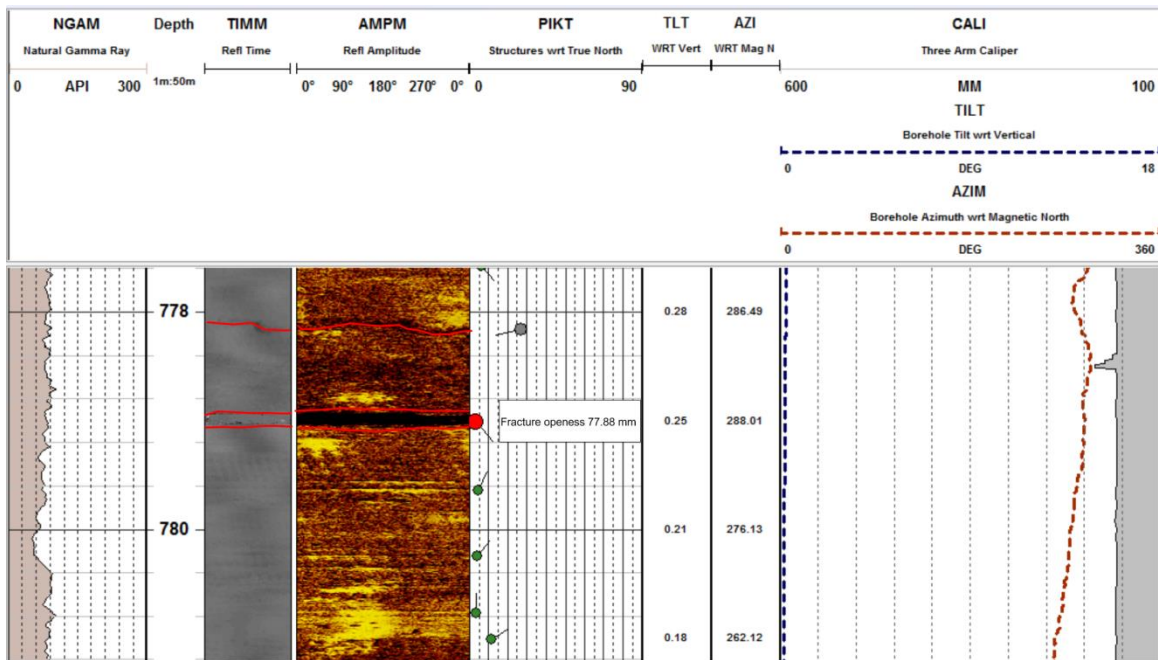 NGAM Depth TIMM AMPM PIKT TLT AZI CALI
Natural Gamma Ray Refl Time Refl Amplitude Structures wrt True North WRT Vert WRT Mag N Three Arm Caliper
1m:50m
0 API 300 0° 90° 180° 270° 0° 0 90 600 MM 100
TILT
Borehole Tilt wrt Vertical
0 DEG 18
AZIM
Borehole Azimuth wrt Magnetic North
0 DEG 360
778 0.28 286.49
Fracture openess 77.88 mm 0.25 288.01
780 0.21 276.13
0.18 262.12